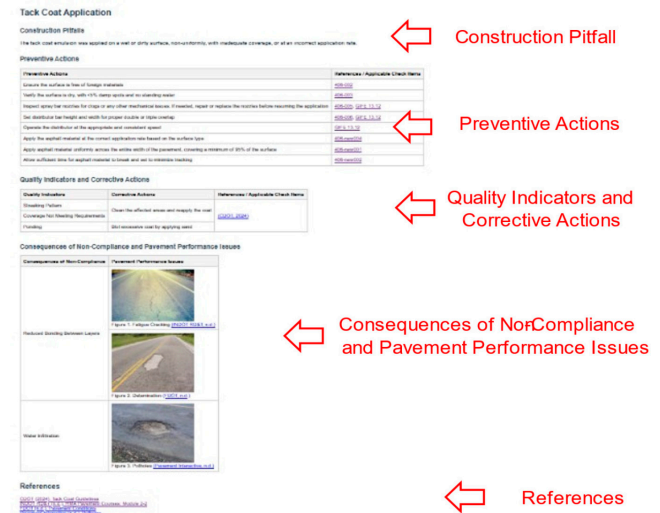 Tack Coat Application
Construction Pitfalls
Construction Pitfall
The tack coat emulsion was applied on a wet or dirty surface, non-uniformly, with inadequate coverage, or at an incorrect application rate.
Preventive Actions
Preventive Actions References / Applicable Check Items
Ensure the surface is free of foreign materials
Verify the surface is dry, with <5% damp spots and no standing water
Inspect spray bar nozzles for clogs or any other mechanical issues. If needed, repair or replace the nozzles before resuming the application
Set distributor bar height and width for proper double or triple overlap
Operate the distributor at the appropriate and consistent speed
Preventive Actions
Apply the asphalt material at the correct application rate based on the surface type
Apply asphalt material uniformly across the entire width of the pavement, covering a minimum of 95% of the surface
Allow sufficient time for asphalt material to break and set to minimize tracking
Quality Indicators and Corrective Actions
Quality Indicators Corrective Actions References / Applicable Check Items
Streaking Pattern
Clean the affected areas and reapply the coat
Coverage Not Meeting Requirements
Ponding Blot excessive coat by applying sand
Quality Indicators and
Corrective Actions
Consequences of Non-Compliance and Pavement Performance Issues
Consequences of Non-Compliance Pavement Performance Issues
Figure 1. Fatigue Cracking
Reduced Bonding Between Layers
Figure 2. Delamination
Water Infiltration
Figure 3. Potholes (Pavement Interactive, n.d.)
Consequences of Non-Compliance
and Pavement Performance Issues
References
References